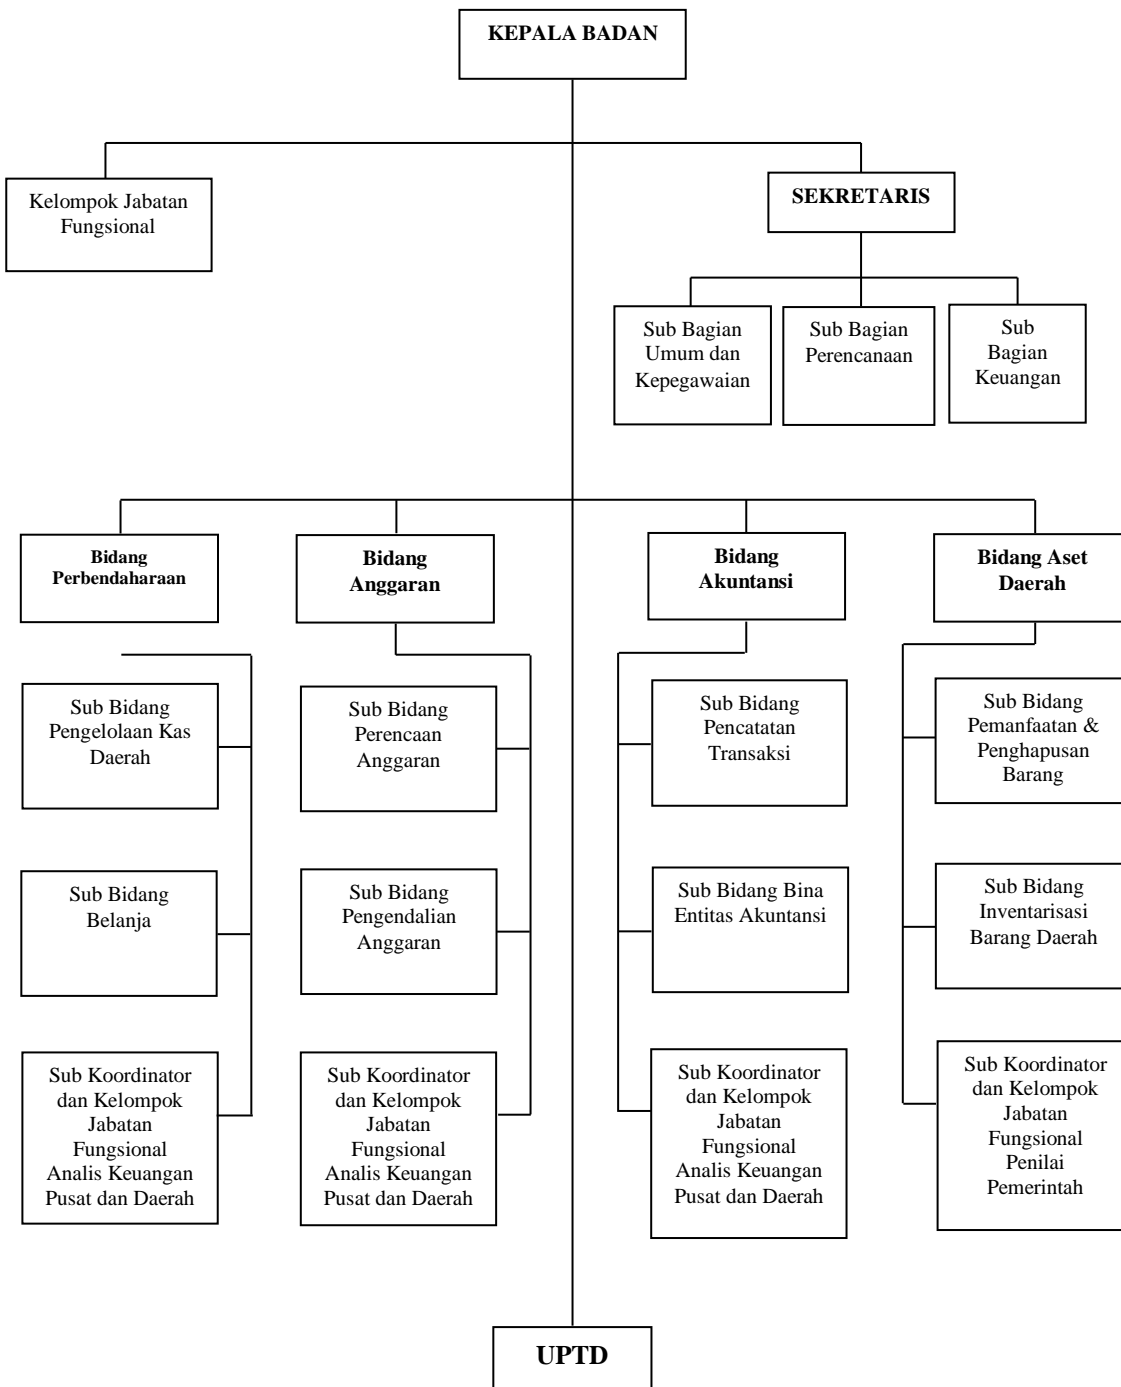 KEPALA BADAN
Kelompok Jabatan
Fungsional
SEKRETARIS
Sub Bagian
Umum dan
Kepegawaian
Sub Bagian
Perencanaan
Sub
Bagian
Keuangan
Bidang
Perbendaharaan
Bidang
Anggaran
Bidang
Akuntansi
Bidang Aset
Daerah
Sub Bidang
Pengelolaan Kas
Daerah
Sub Bidang
Perencaan
Anggaran
Sub Bidang
Pencatatan
Transaksi
Sub Bidang
Pemanfaatan &
Penghapusan
Barang
Sub Bidang
Belanja
Sub Bidang
Pengendalian
Anggaran
Sub Bidang Bina
Entitas Akuntansi
Sub Bidang
Inventarisasi
Barang Daerah
Sub Koordinator
dan Kelompok
Jabatan
Fungsional
Analis Keuangan
Pusat dan Daerah
Sub Koordinator
dan Kelompok
Jabatan
Fungsional
Analis Keuangan
Pusat dan Daerah
Sub Koordinator
dan Kelompok
Jabatan
Fungsional
Analis Keuangan
Pusat dan Daerah
Sub Koordinator
dan Kelompok
Jabatan
Fungsional
Penilai
Pemerintah
UPTD